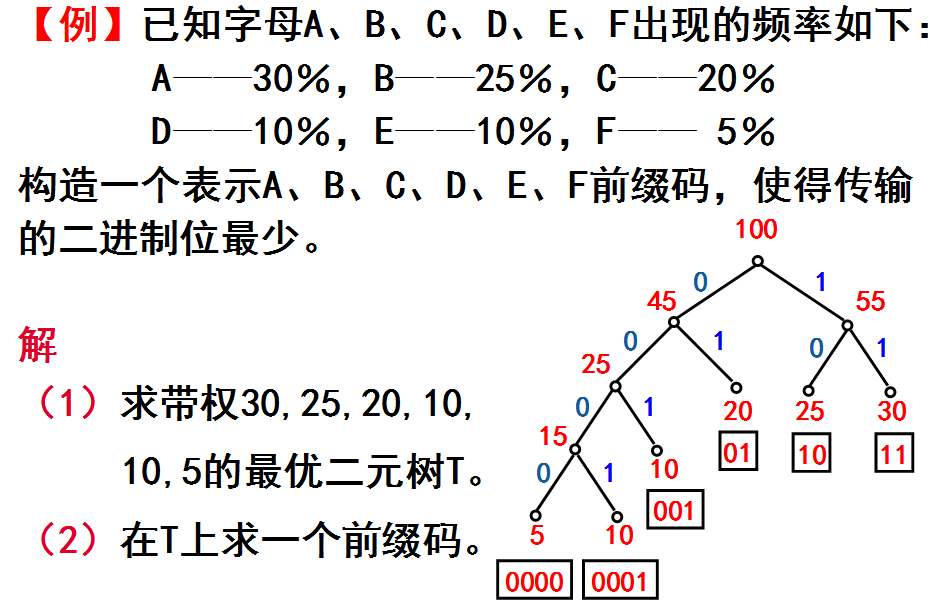 【例】已知字母A、B、C、D、E、F出现的频率如下：
A——30%，B——25%，C——20%
D——10%，E——10%，F—— 5%
构造一个表示A、B、C、D、E、F前缀码，使得传输
的二进制位最少。
解
（1）求带权30,25,20,10,
10,5的最优二元树T。
（2）在T上求一个前缀码。
100
0 1
45 55
0 1 0 1
25
20 25 30
01 10 11
0 1
15 10
001
0 1
5 10
0000 0001